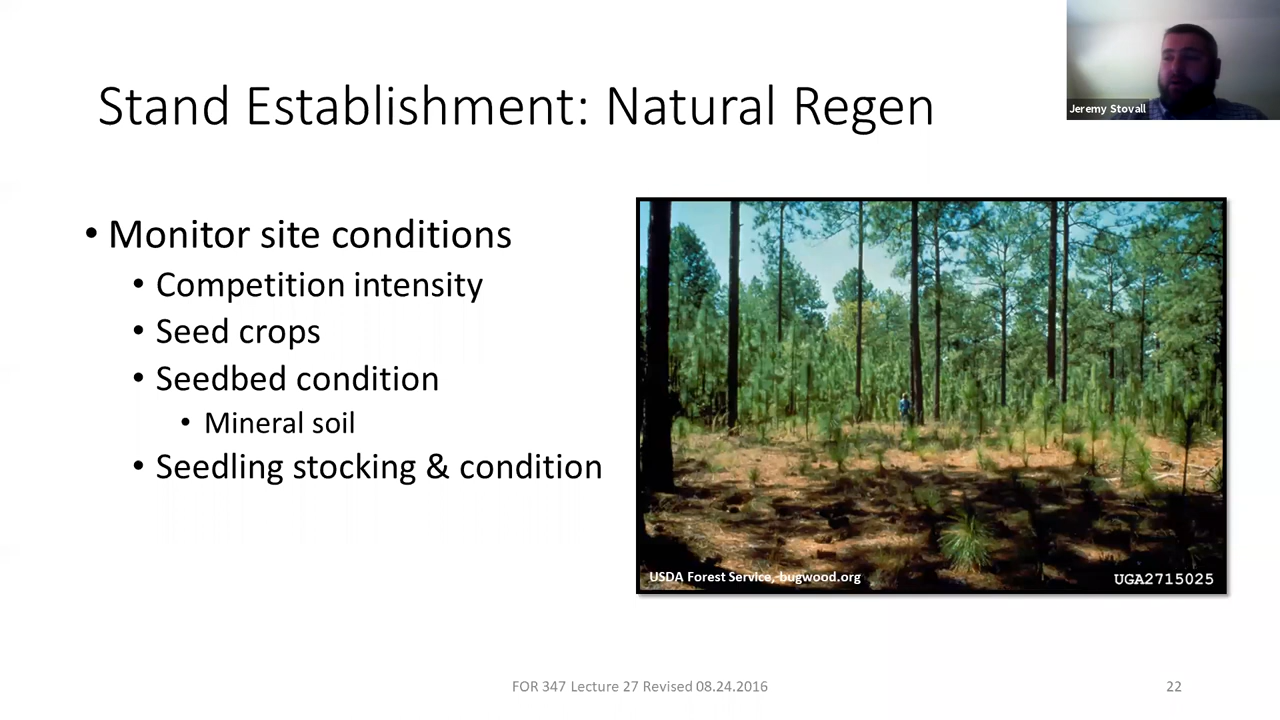 Stand Establishment: Natural Regen
Jeremy Stovall
• Monitor site conditions
• Competition intensity
• Seed crops
• Seedbed condition
• Mineral soil
• Seedling stocking & condition
USDA Forest Service, bugwood.org
UGA2715025
FOR 347 Lecture 27 Revised 08.24.2016
22